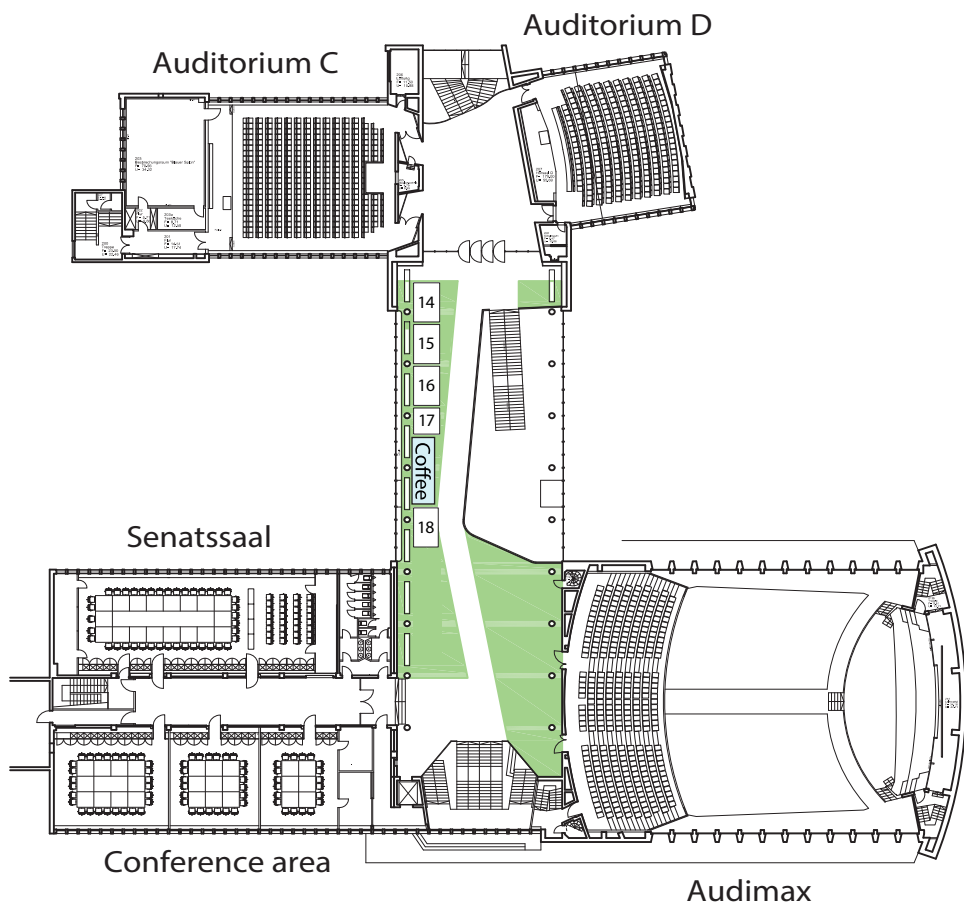 Auditorium D
Auditorium C
14
15
16
17
Coffee
18
Senatssaal
Conference area
Audimax